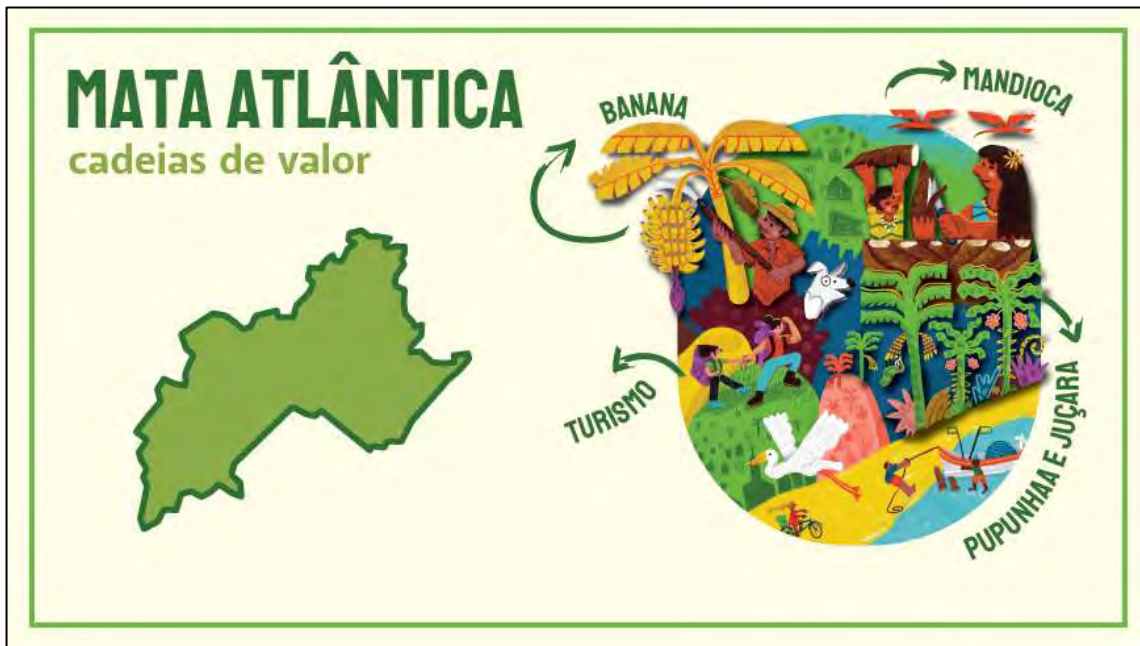 MATA ATLÂNTICA
cadeias de valor
BANANA
MANDIOCA
TURISMO
PUPUNHAA E JUÇARA